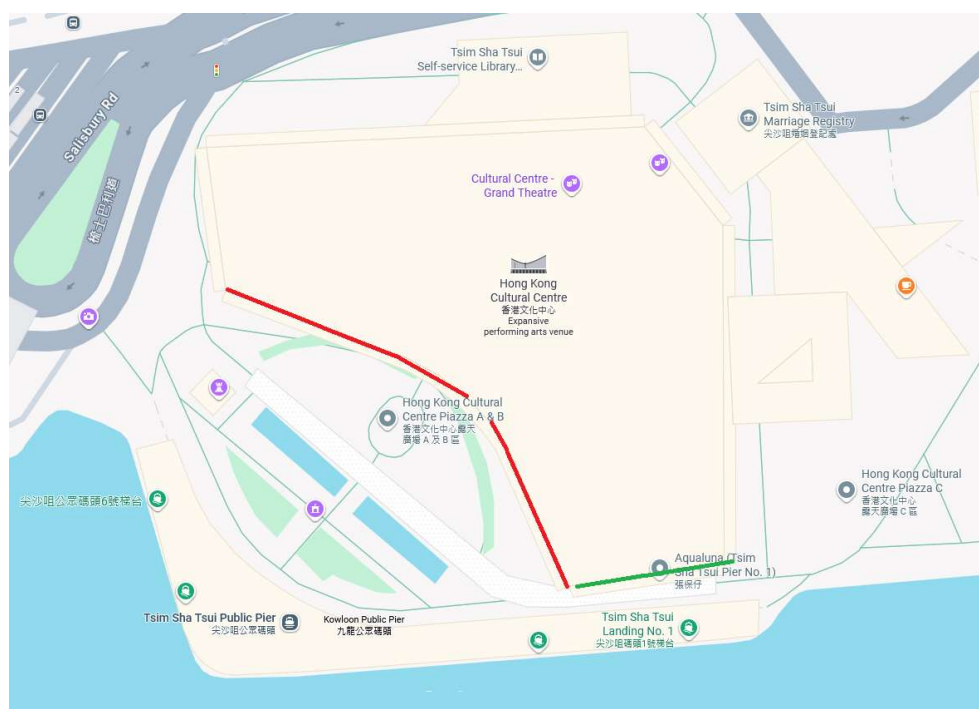 Tsim Sha Tsui
Self-service Library...
2
Salisbury Rd
梳士巴利道
Tsim Sha Tsui
Marriage Registry
尖沙咀婚姻登記處
Cultural Centre -
Grand Theatre
Hong Kong
Cultural Centre
香港文化中心
Expansive
performing arts venue
Hong Kong Cultural
Centre Piazza A & B
香港文化中心露天
廣場 A 及 B 區
Hong Kong Cultural
Centre Piazza C
香港文化中心
露天廣場 C 區
尖沙咀公眾碼頭6號梯台
Aqualuna (Tsim
Sha Tsui Pier No. 1)
張保仔
Tsim Sha Tsui Public Pier
尖沙咀公眾碼頭
Kowloon Public Pier
九龍公眾碼頭
Tsim Sha Tsui
Landing No. 1
尖沙咀碼頭1號梯台